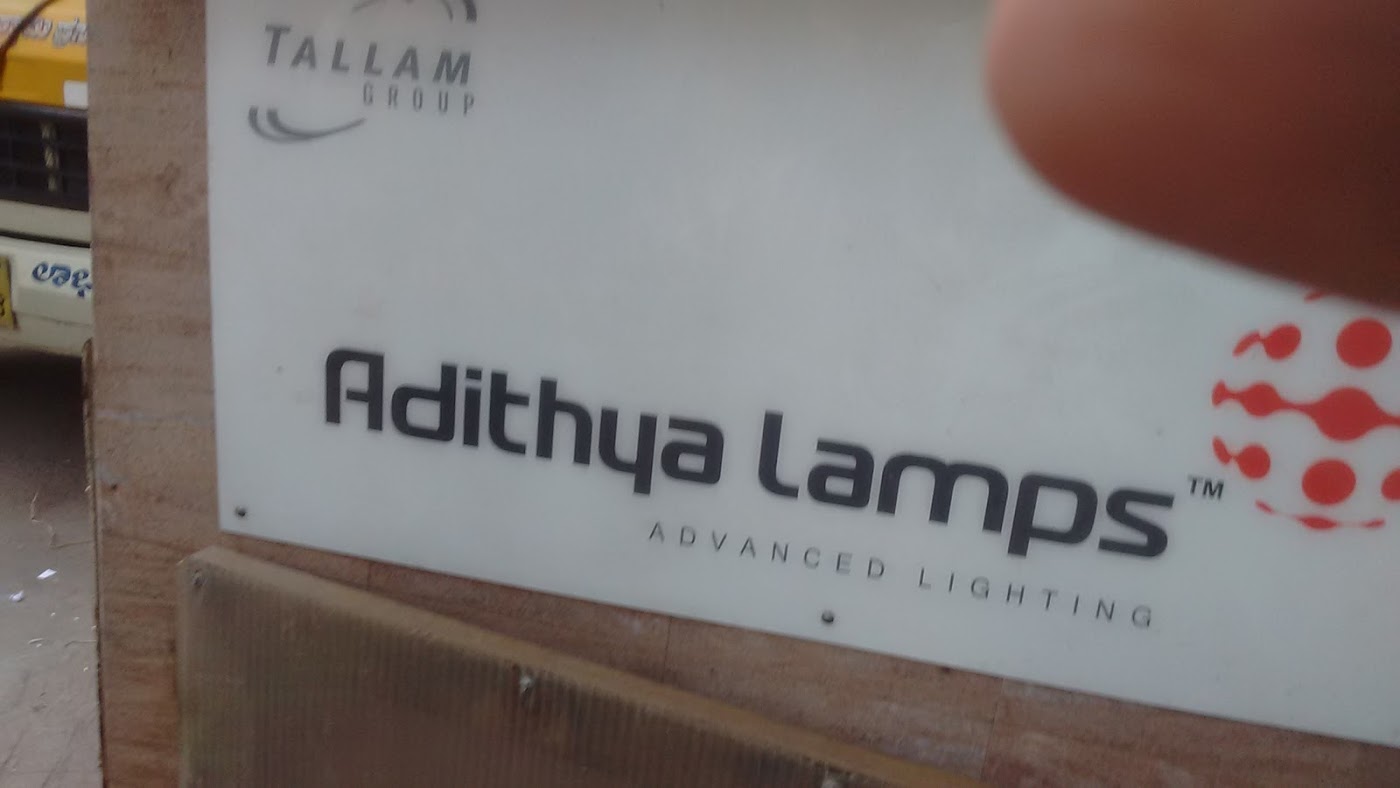 TALLAM
GROUP
Adithya Lamps™
ADVANCED LIGHTING